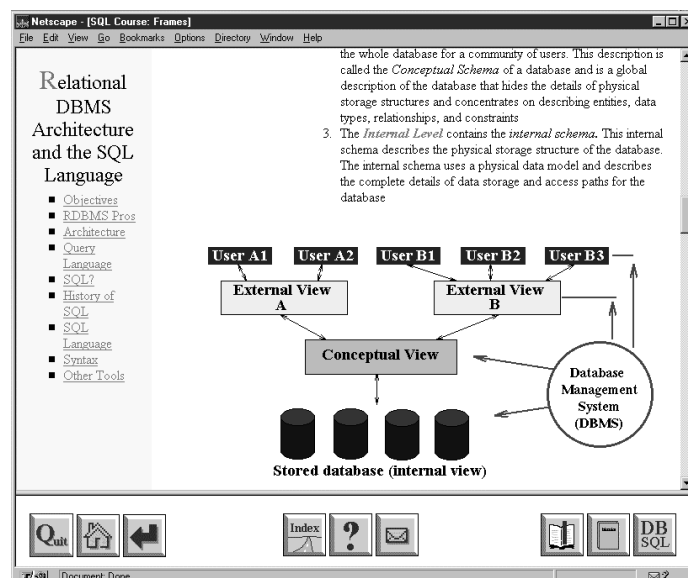 Netscape - [SQL Course: Frames]
File Edit View Go Bookmarks Options Directory Window Help
Relational
DBMS
Architecture
and the SQL
Language
Objectives
RDBMS Pros
Architecture
Query
Language
SQL?
History of
SQL
SQL
Language
Syntax
Other Tools
the whole database for a community of users. This description is
called the Conceptual Schema of a database and is a global
description of the database that hides the details of physical
storage structures and concentrates on describing entities, data
types, relationships, and constraints
3. The Internal Level contains the internal schema. This internal
schema describes the physical storage structure of the database.
The internal schema uses a physical data model and describes
the complete details of data storage and access paths for the
database
User A1 User A2 User B1 User B2 User B3
External View
A
External View
B
Conceptual View
Database
Management
System
(DBMS)
Stored database (internal view)
Quit
Index
?
DB
SQL
Document: Done